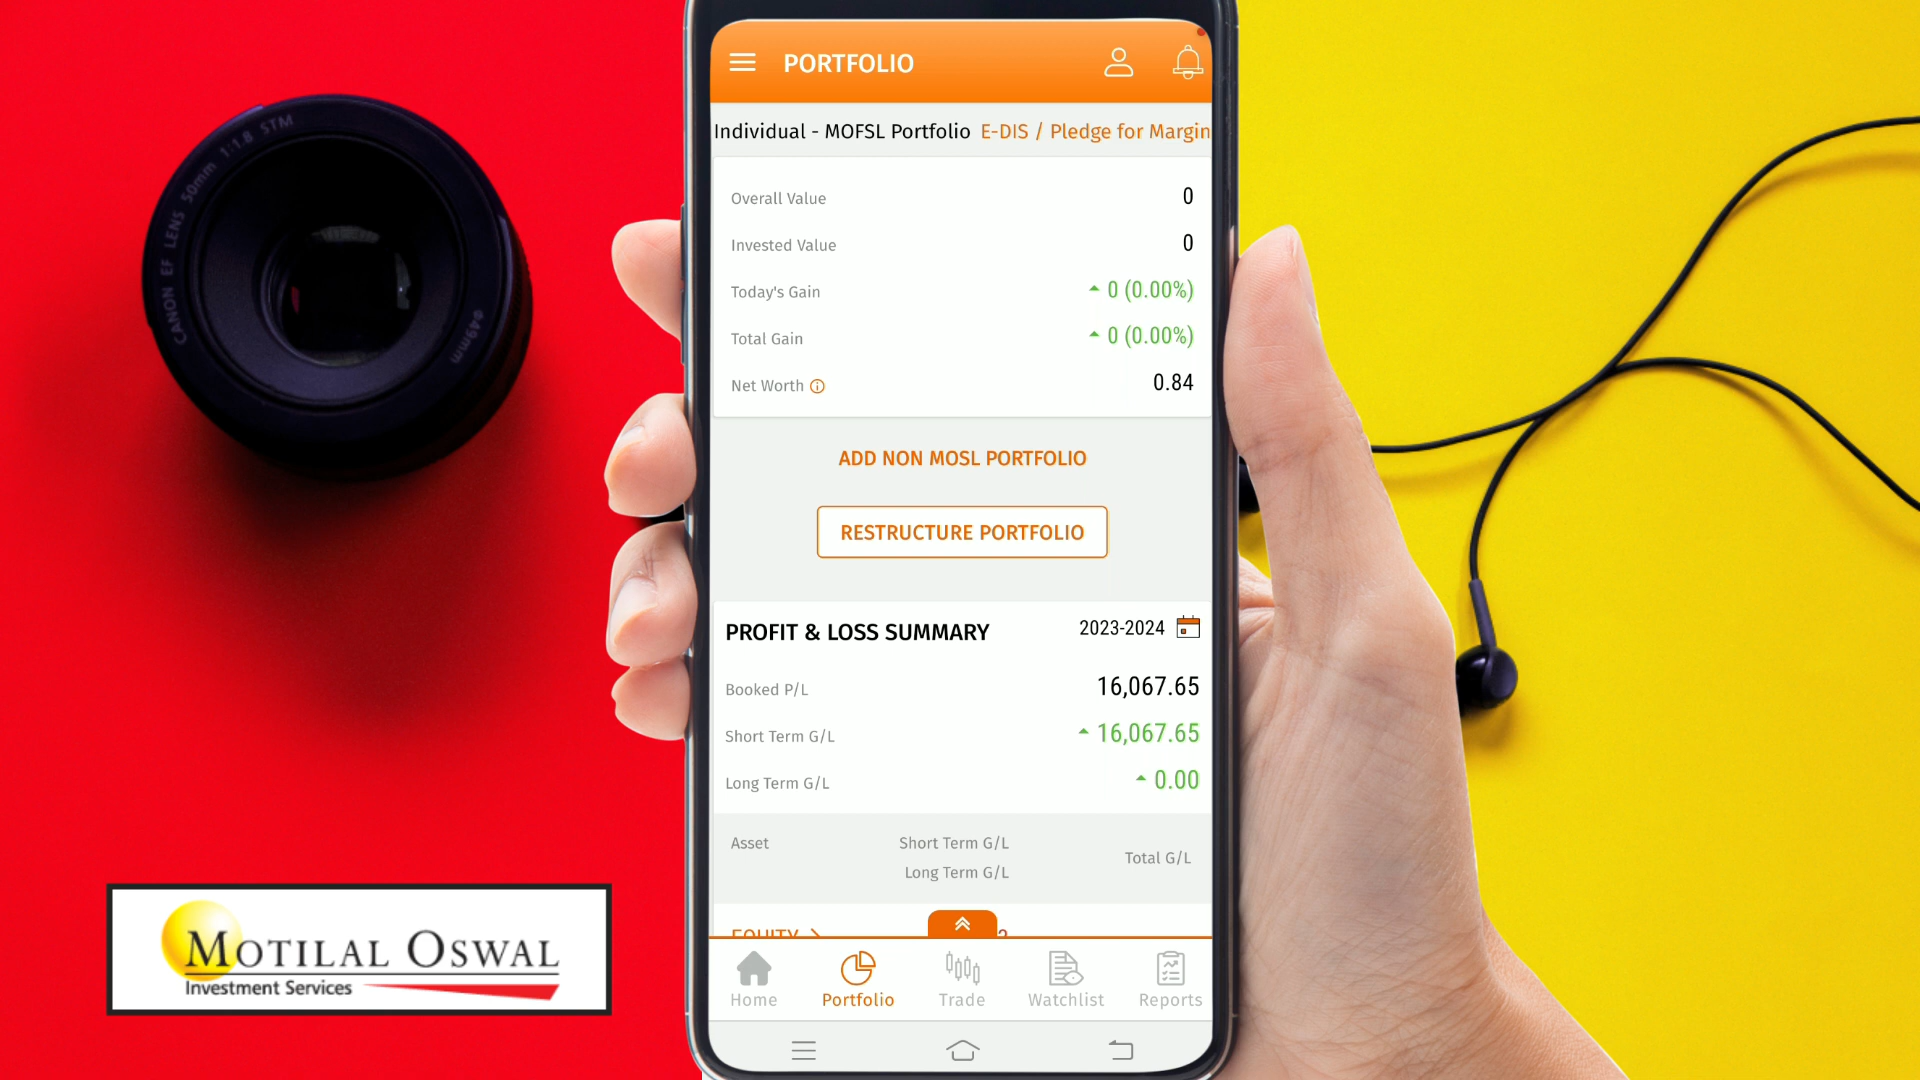 CANON EF LENS 50mm 1:1.8 STM
Φ49mm
PORTFOLIO
Individual - MOFSL Portfolio E-DIS / Pledge for Margin
Overall Value 0
Invested Value 0
Today's Gain 0 (0.00%)
Total Gain 0 (0.00%)
Net Worth 0.84
ADD NON MOSL PORTFOLIO
RESTRUCTURE PORTFOLIO
PROFIT & LOSS SUMMARY 2023-2024
Booked P/L 16,067.65
Short Term G/L 16,067.65
Long Term G/L 0.00
Asset Short Term G/L Total G/L
Long Term G/L
EQUITY >
Home Portfolio Trade Watchlist Reports
MOTILAL OSWAL
Investment Services